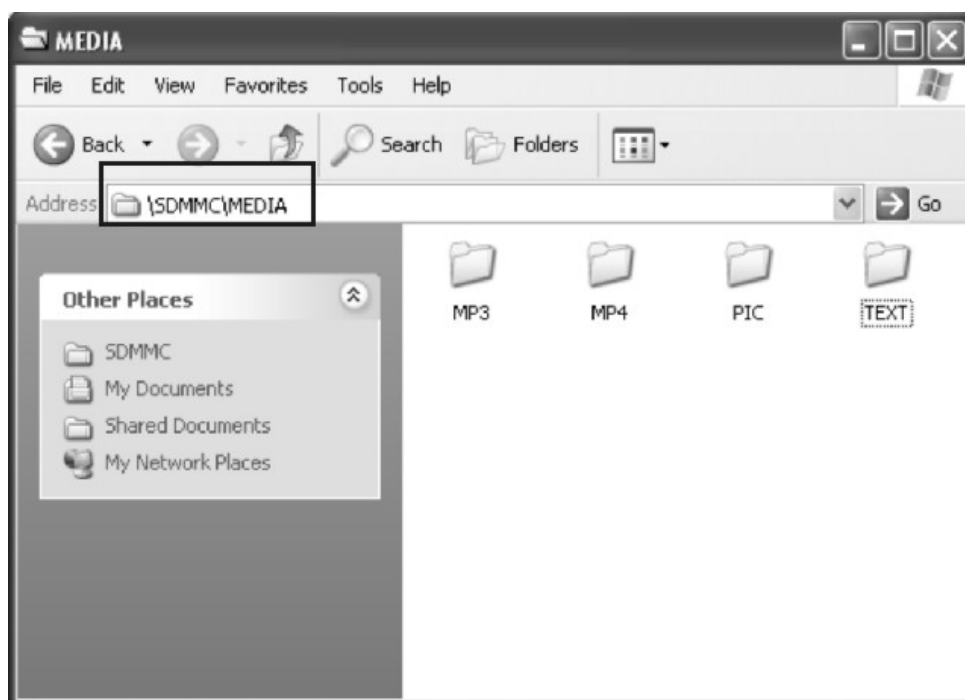 MEDIA
File Edit View Favorites Tools Help
Back Search Folders
Address \SDMMC\MEDIA Go
Other Places
SDMMC
My Documents
Shared Documents
My Network Places
MP3 MP4 PIC TEXT